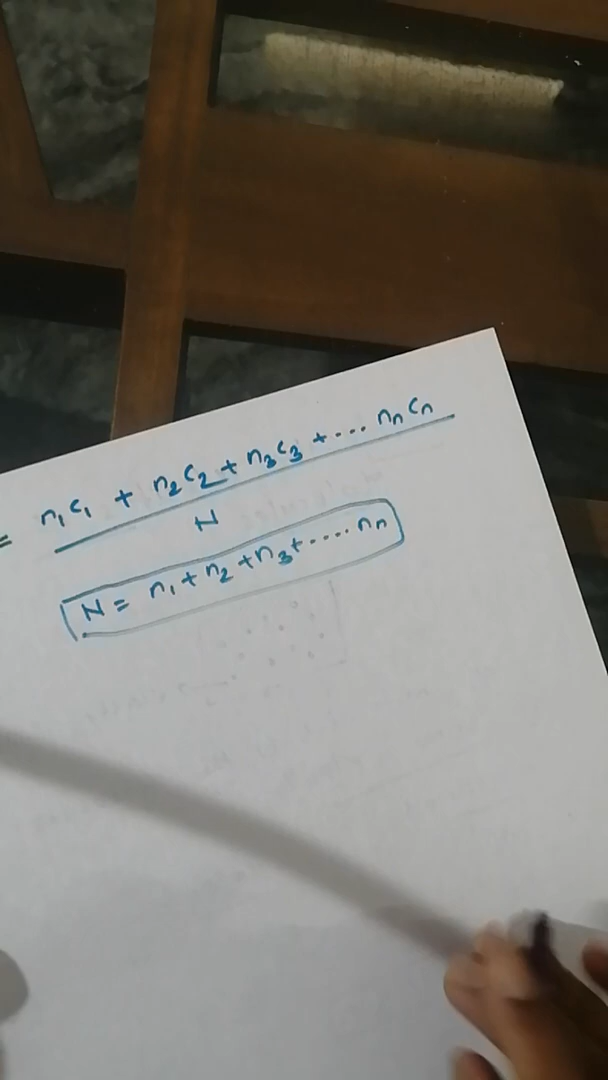 = n₁c₁ + n₂c₂ + n₃c₃ + .... nₙcₙ
N
N = n₁ + n₂ + n₃ + ..... nₙ